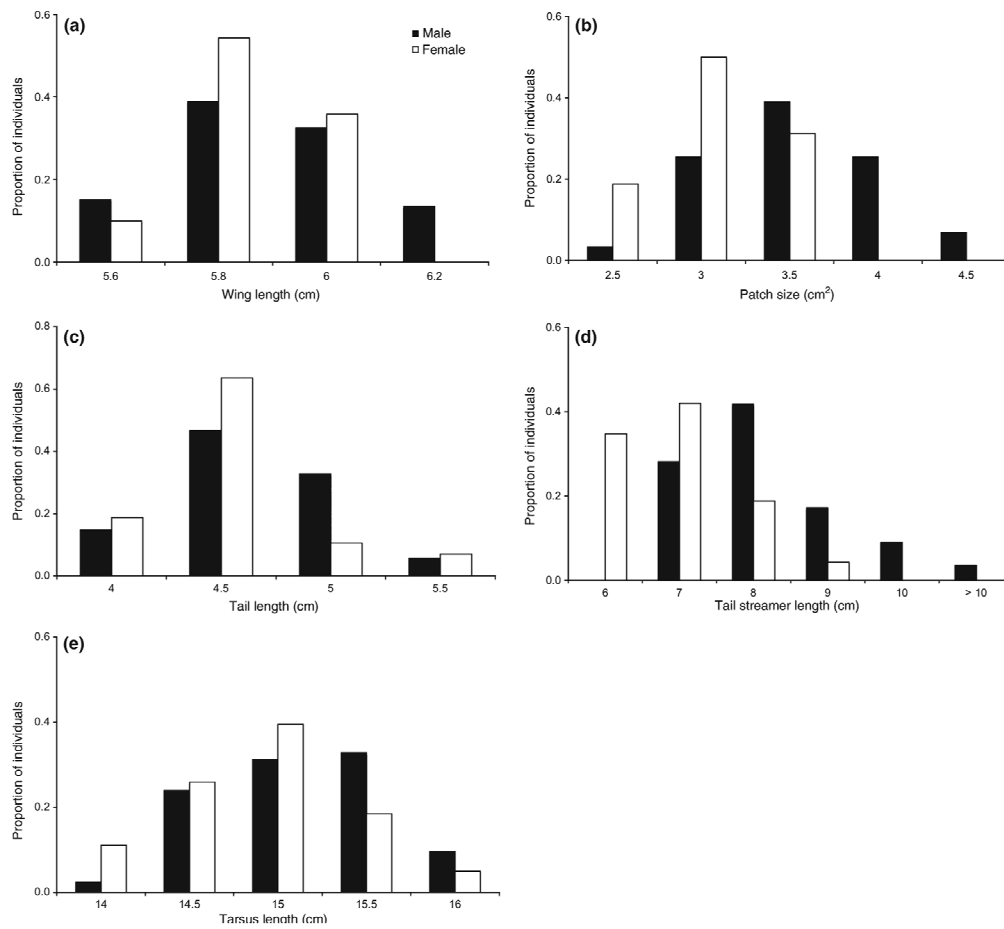 (a)
0.6
0.4
0.2
0.0
Proportion of individuals
Male
Female
5.6 5.8 6 6.2
Wing length (cm)
(b)
0.6
0.4
0.2
0.0
Proportion of individuals
2.5 3 3.5 4 4.5
Patch size (cm²)
(c)
0.8
0.6
0.4
0.2
0.0
Proportion of individuals
4 4.5 5 5.5
Tail length (cm)
(d)
0.6
0.4
0.2
0.0
Proportion of individuals
6 7 8 9 10 > 10
Tail streamer length (cm)
(e)
0.6
0.4
0.2
0.0
Proportion of individuals
14 14.5 15 15.5 16
Tarsus length (cm)